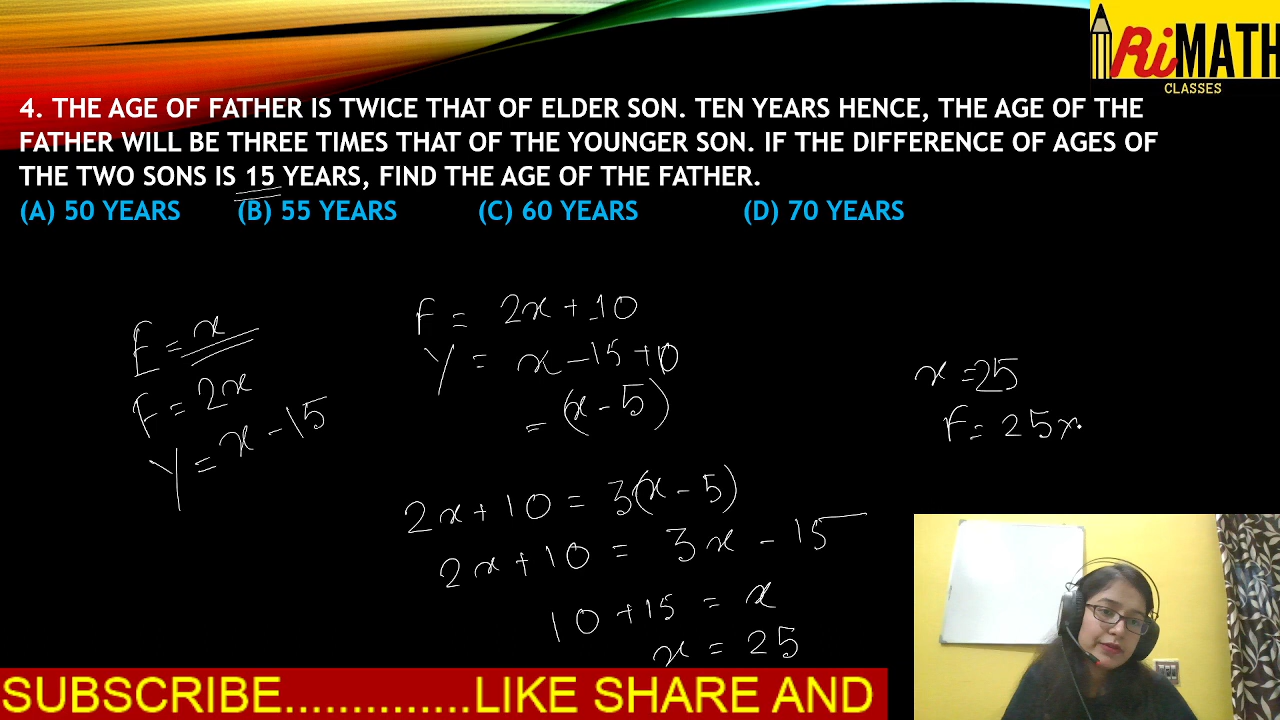 RiMATH
CLASSES
4. THE AGE OF FATHER IS TWICE THAT OF ELDER SON. TEN YEARS HENCE, THE AGE OF THE
FATHER WILL BE THREE TIMES THAT OF THE YOUNGER SON. IF THE DIFFERENCE OF AGES OF
THE TWO SONS IS 15 YEARS, FIND THE AGE OF THE FATHER.
(A) 50 YEARS (B) 55 YEARS (C) 60 YEARS (D) 70 YEARS
E = x
F = 2x
Y = x - 15
F = 2x + 10
Y = x - 15 + 10
= (x - 5)
2x + 10 = 3(x - 5)
2x + 10 = 3x - 15
10 + 15 = x
x = 25
x = 25
F = 25x
SUBSCRIBE...............LIKE SHARE AND